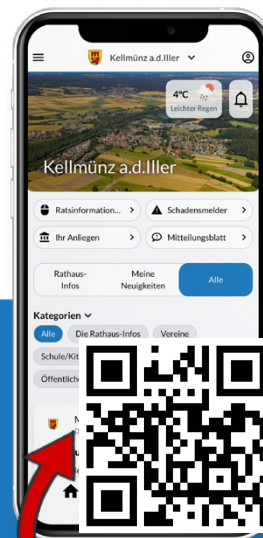 Kellmünz a.d.Iller
4°C
Leichter Regen
Kellmünz a.d.Iller
Ratsinformation...
Schadensmelder
Ihr Anliegen
Mitteilungsblatt
Rathaus-
Infos
Meine
Neuigkeiten
Alle
Kategorien
Alle
Die Rathaus-Infos
Vereine
Schule/Kit
Öffentliche